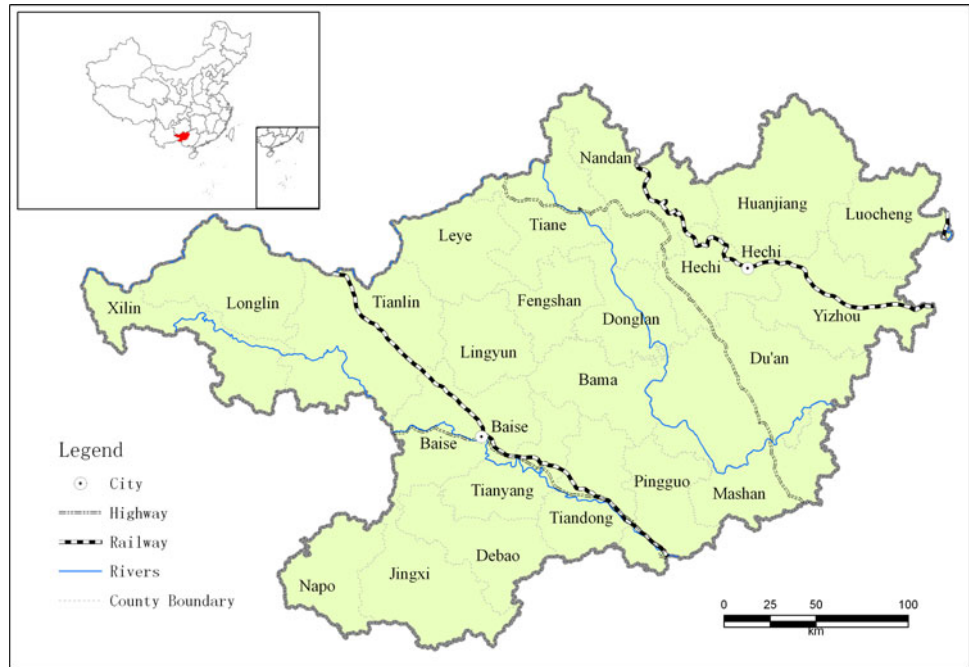 Nandan
Huanjiang
Luocheng
Tiane
Leye
Hechi
Hechi
Xilin
Longlin
Tianlin
Fengshan
Donglan
Yizhou
Lingyun
Du'an
Bama
Baise
Baise
Pingguo
Tianyang
Mashan
Tiandong
Debao
Jingxi
Napo
Legend
City
Highway
Railway
Rivers
County Boundary
0 25 50 100
km